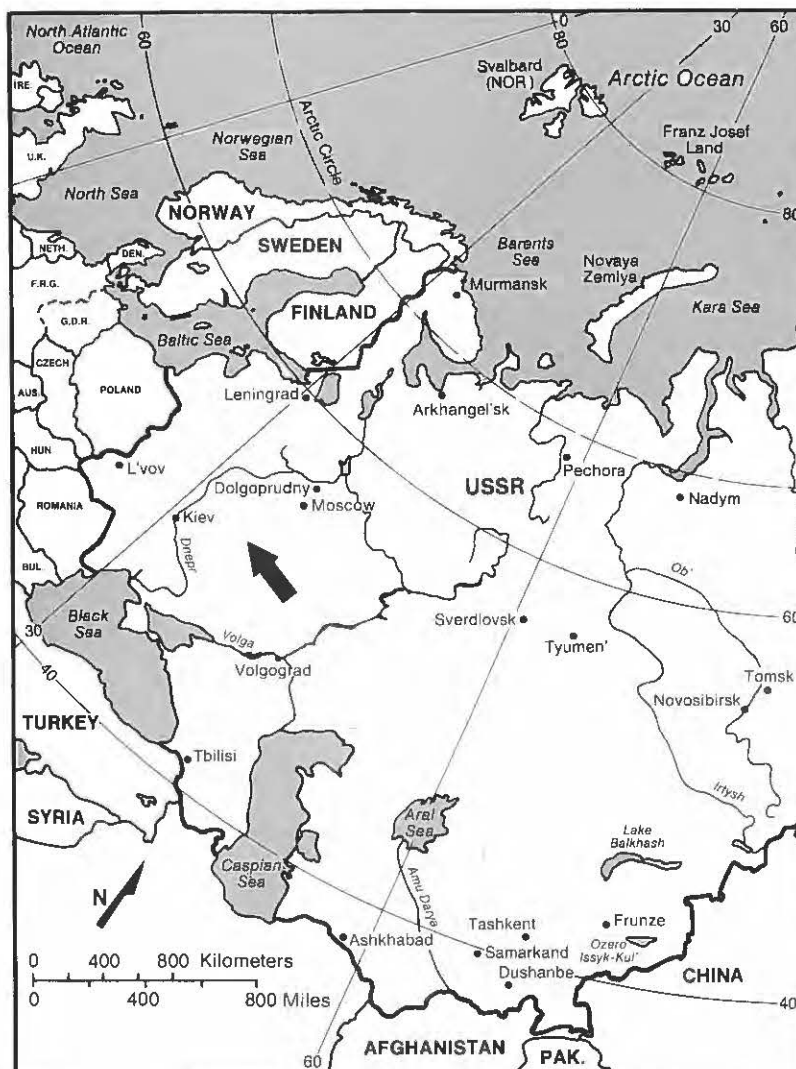 0
30
60
North Atlantic
Ocean
60
80
Svalbard
(NOR)
Arctic Ocean
IRE.
Arctic Circle
Norwegian
Sea
Franz Josef
Land
U.K.
North Sea
80
NORWAY
SWEDEN
Barents
Sea
NETH.
DEN.
Novaya
Zemlya
Murmansk
F.R.G.
FINLAND
Kara Sea
G.D.R.
Baltic Sea
CZECH
POLAND
AUS.
Leningrad
Arkhangel'sk
HUN.
L'vov
Pechora
USSR
Dolgoprudny
Moscow
Nadym
ROMANIA
Kiev
Dnepr
BUL.
Ob'
Black
Sea
60
Sverdlovsk
30
Volga
Tyumen'
40
Volgograd
Tomsk
Novosibirsk
TURKEY
Tbilisi
Irtysh
SYRIA
Aral
Sea
Lake
Balkhash
Caspian
Sea
N
Amu Darya
Tashkent
Frunze
Ashkhabad
Samarkand
Ozero
Issyk-Kul'
Dushanbe
0 400 800 Kilometers
CHINA
0 400 800 Miles
40
60
AFGHANISTAN
PAK.